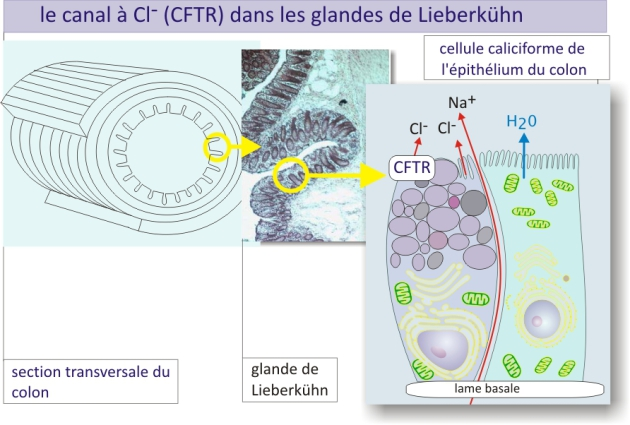 le canal à Cl⁻ (CFTR) dans les glandes de Lieberkühn
cellule caliciforme de
l'épithélium du colon
Na+
Cl-
Cl-
H20
CFTR
lame basale
section transversale du
colon
glande de
Lieberkühn